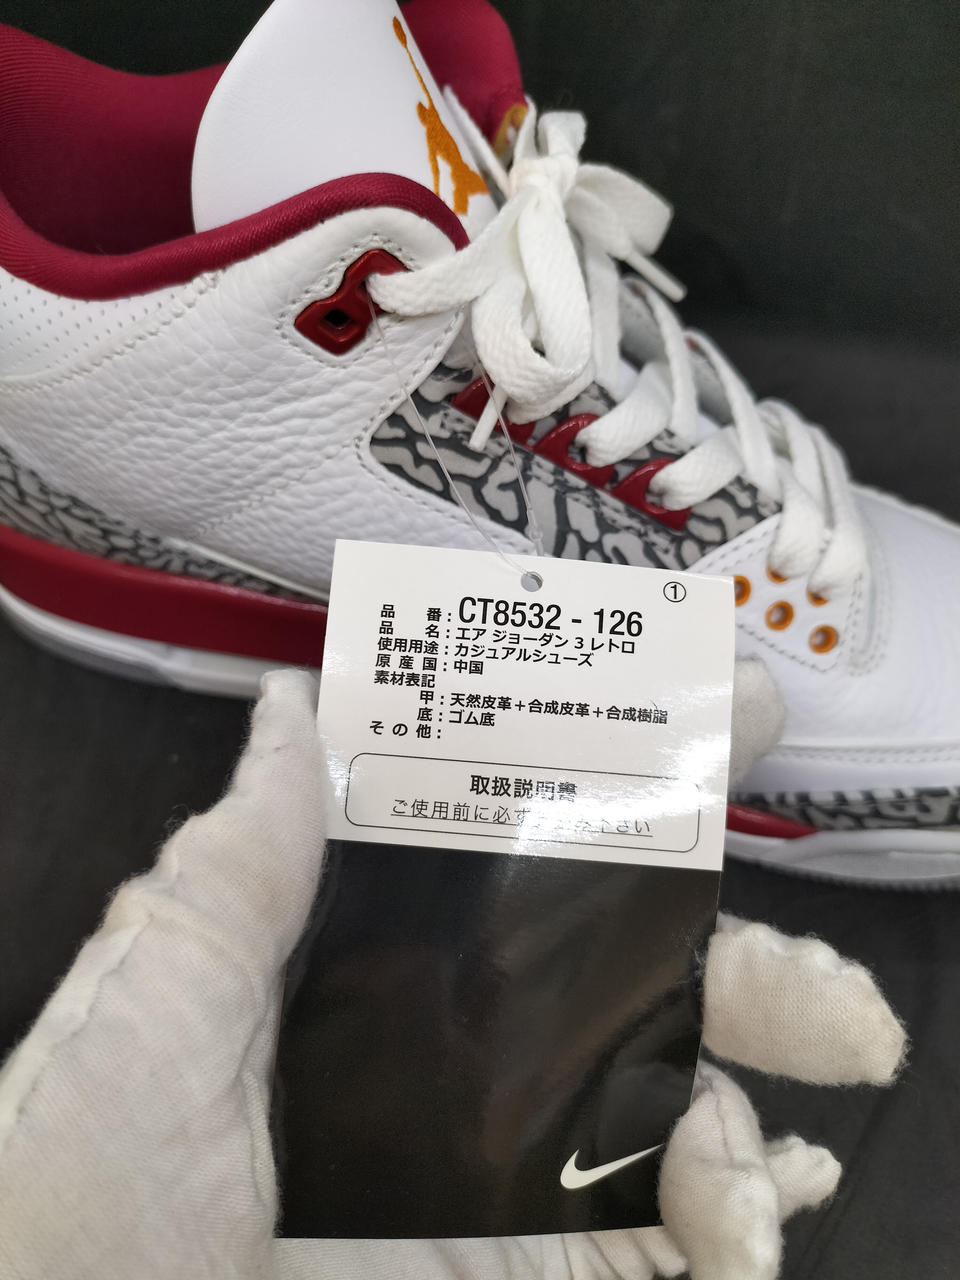 ①
品番：CT8532 - 126
品名：エア ジョーダン 3 レトロ
使用用途：カジュアルシューズ
原産国：中国
素材表記
甲：天然皮革＋合成皮革＋合成樹脂
底：ゴム底
その他：
取扱説明書
ご使用前に必ず
下さい